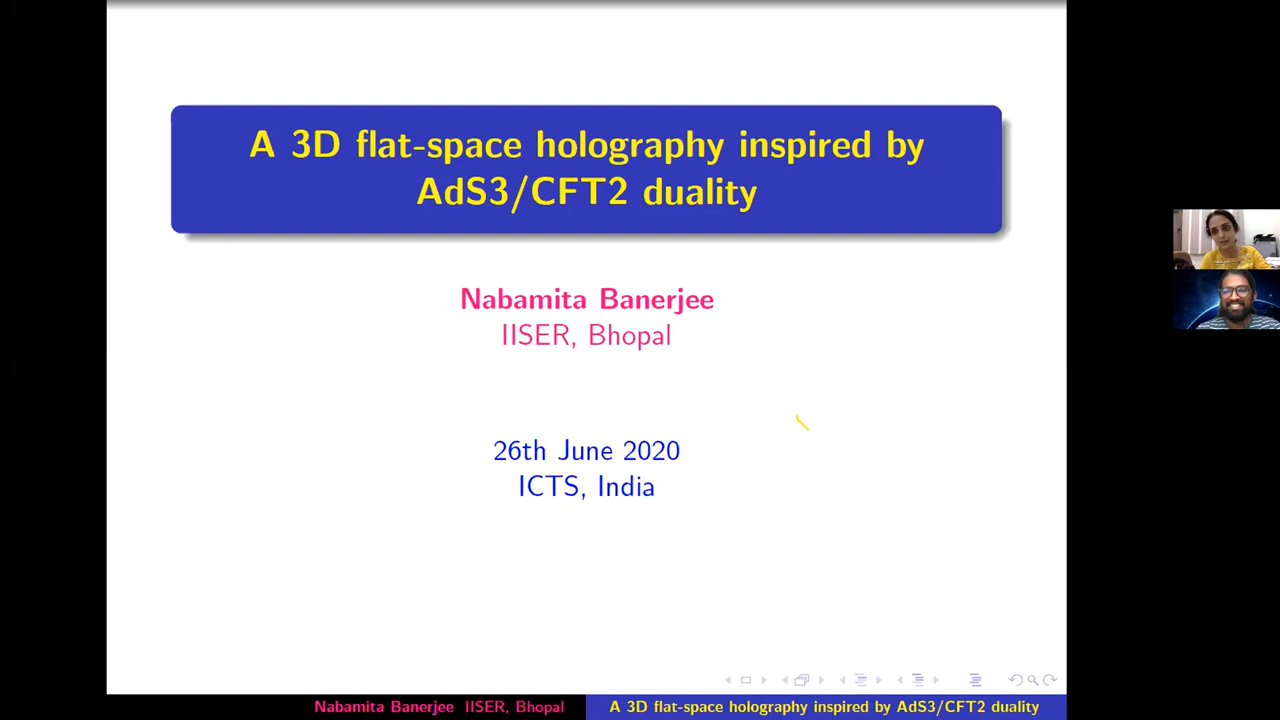 A 3D flat-space holography inspired by
AdS3/CFT2 duality
Nabamita Banerjee
IISER, Bhopal
26th June 2020
ICTS, India
Nabamita Banerjee IISER, Bhopal
A 3D flat-space holography inspired by AdS3/CFT2 duality